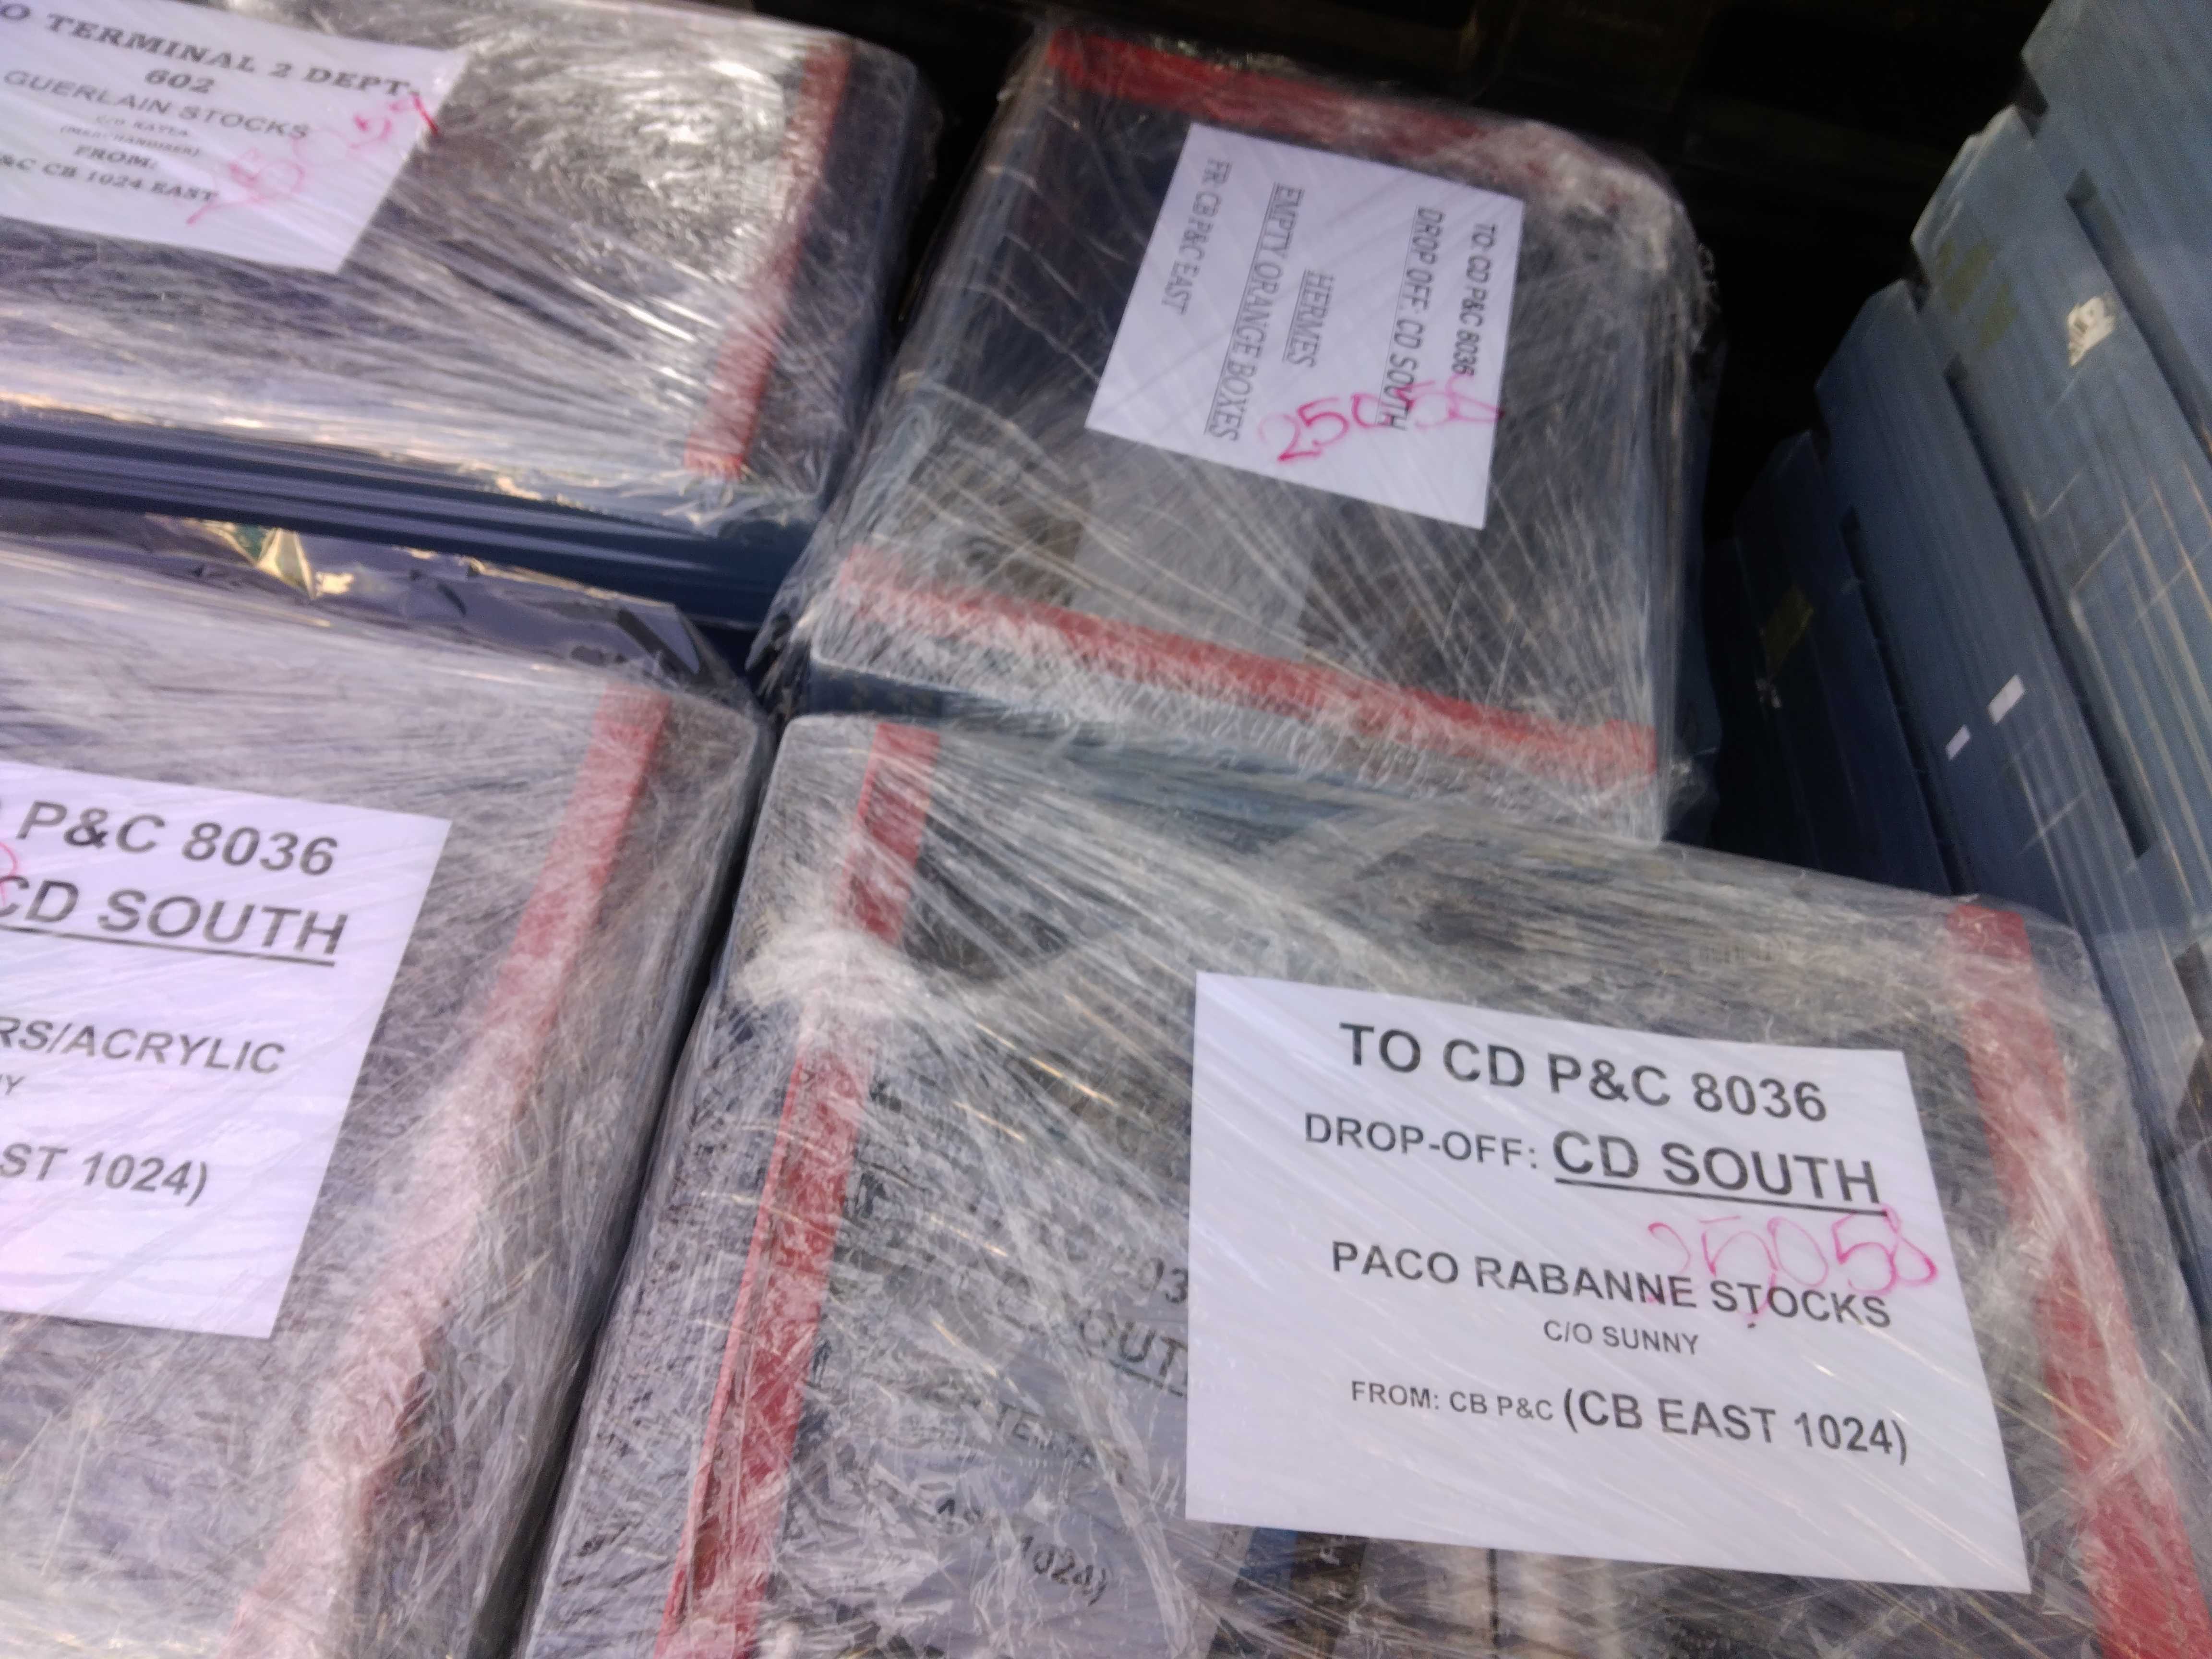 TERMINAL 2 DEPT-
602
GUERLAIN STOCKS
FROM:
&C CB 1024 EAST
TO CD P&C 8036
DROP OFF: CD SOUTH
HERMES
EMPTY ORANGE BOXES
FR CB P&C EAST
P&C 8036
CD SOUTH
RS/ACRYLIC
ST 1024)
TO CD P&C 8036
DROP-OFF: CD SOUTH
25058
PACO RABANNE STOCKS
C/O SUNNY
FROM: CB P&C (CB EAST 1024)
1024)